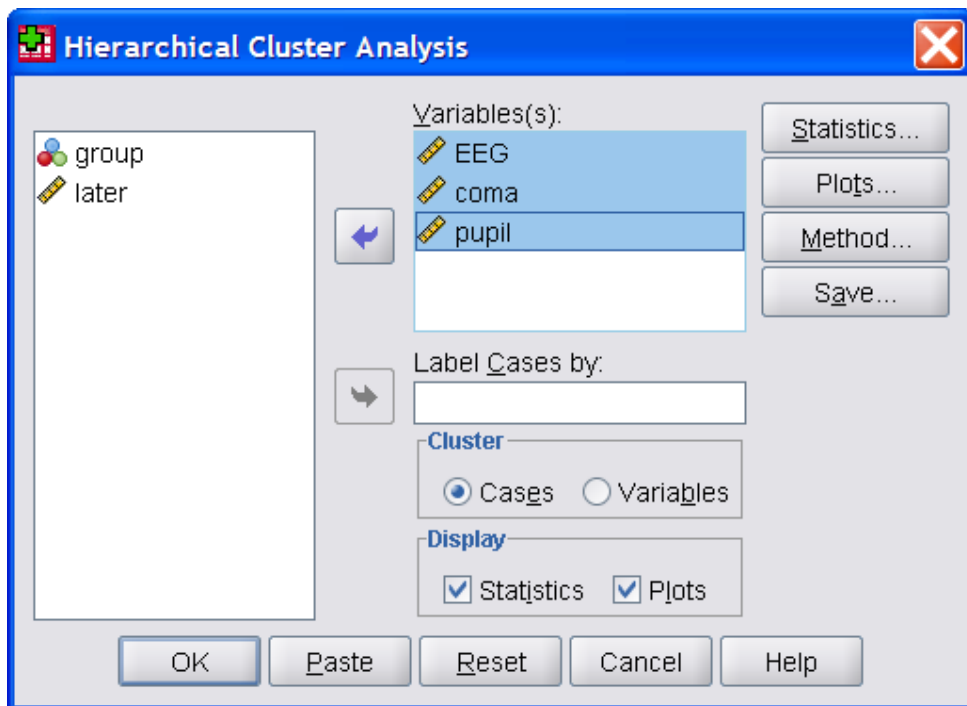 Hierarchical Cluster Analysis
group
later
Variables(s):
EEG
coma
pupil
Statistics...
Plots...
Method...
Save...
Label Cases by:
Cluster
Cases Variables
Display
Statistics Plots
OK Paste Reset Cancel Help